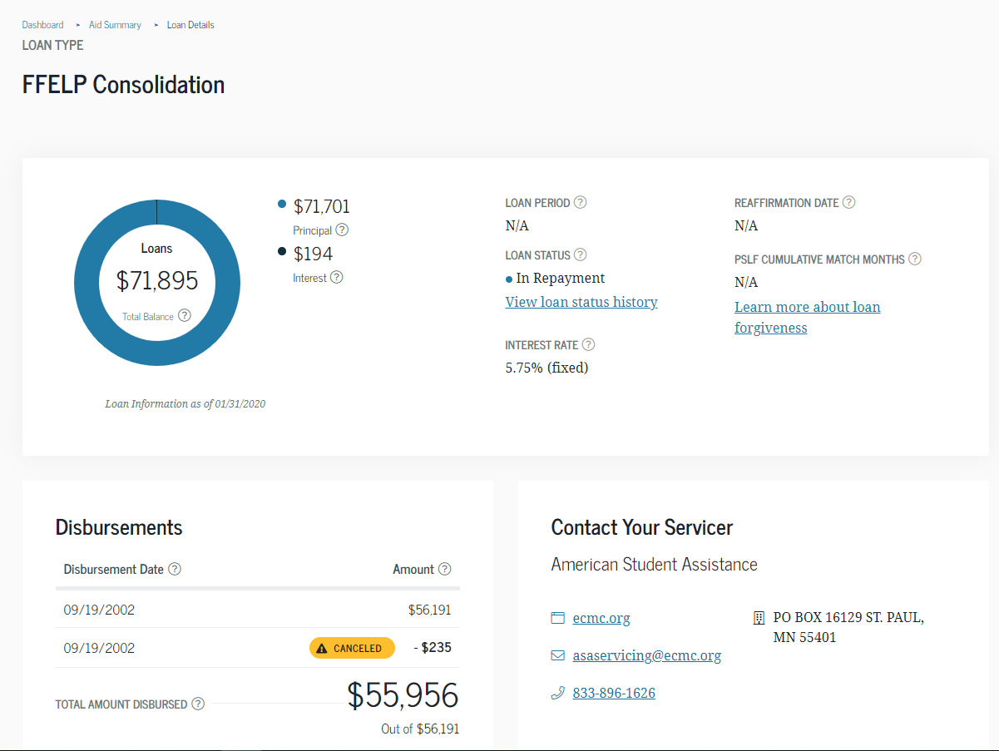 Dashboard ‣ Aid Summary ‣ Loan Details
LOAN TYPE
FFELP Consolidation
Loans
$71,895
Total Balance ?
$71,701
Principal ?
$194
Interest ?
Loan Information as of 01/31/2020
LOAN PERIOD ?
N/A
LOAN STATUS ?
In Repayment
View loan status history
INTEREST RATE ?
5.75% (fixed)
REAFFIRMATION DATE ?
N/A
PSLF CUMULATIVE MATCH MONTHS ?
N/A
Learn more about loan
forgiveness
Disbursements
Disbursement Date ? Amount ?
09/19/2002 $56,191
09/19/2002 CANCELED - $235
TOTAL AMOUNT DISBURSED ? $55,956
Out of $56,191
Contact Your Servicer
American Student Assistance
ecmc.org
asaservicing@ecmc.org
833-896-1626
PO BOX 16129 ST. PAUL,
MN 55401